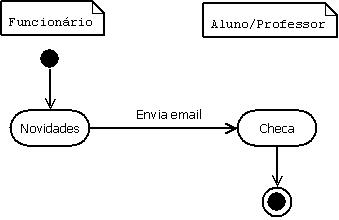 Funcionário
Aluno/Professor
Envia email
Novidades
Checa